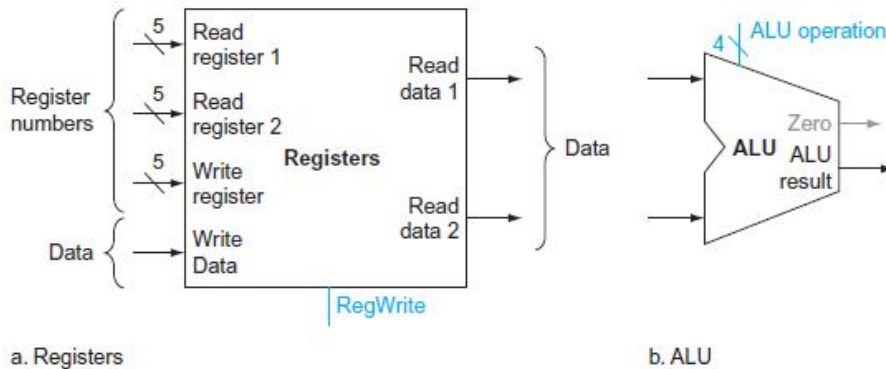 5
Read
register 1
5
Read
register 2
5
Write
register
Write
Data
Register
numbers
Data
Registers
Read
data 1
Read
data 2
Data
RegWrite
4
ALU operation
Zero
ALU
ALU
result
a. Registers
b. ALU